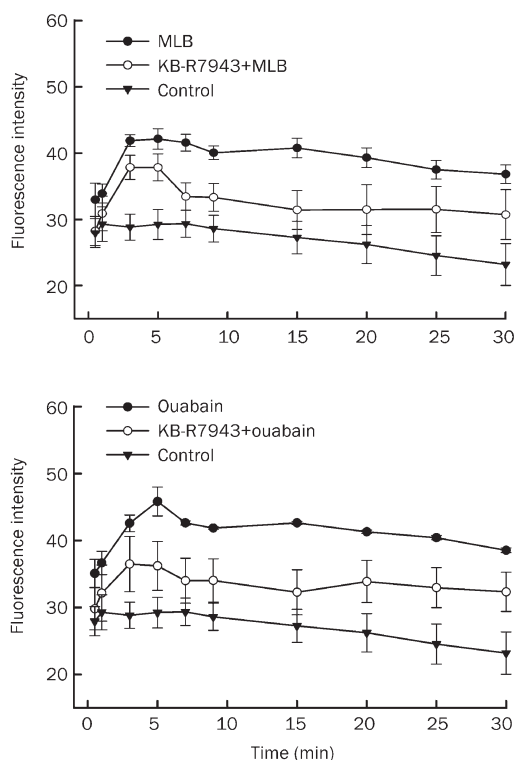 60
MLB
KB-R7943+MLB
50
Control
40
30
20
Fluorescence intensity
0 5 10 15 20 25 30
60
Ouabain
KB-R7943+ouabain
50
Control
40
30
20
Fluorescence intensity
0 5 10 15 20 25 30
Time (min)